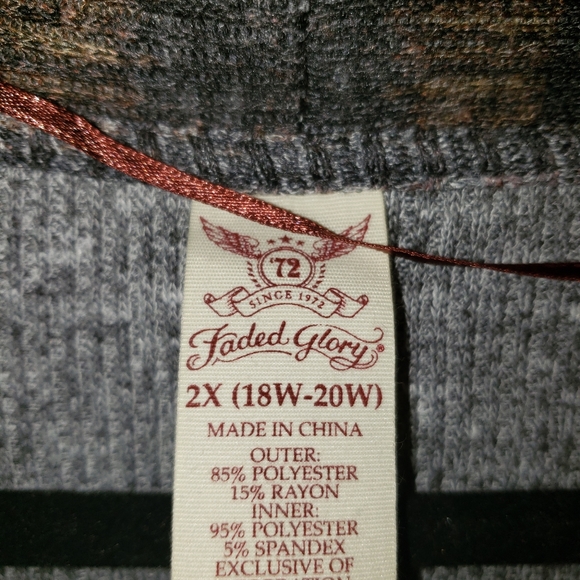 '72
SINCE 1972
Faded Glory®
2X (18W-20W)
MADE IN CHINA
OUTER:
85% POLYESTER
15% RAYON
INNER:
95% POLYESTER
5% SPANDEX
EXCLUSIVE OF